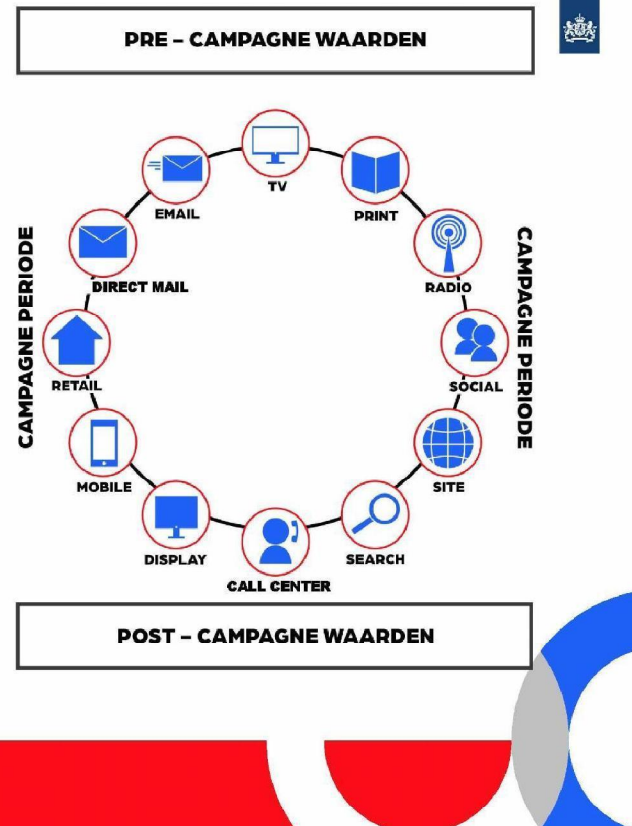 PRE – CAMPAGNE WAARDEN
TV
EMAIL
PRINT
DIRECT MAIL
RADIO
CAMPAGNE PERIODE
CAMPAGNE PERIODE
RETAIL
SOCIAL
MOBILE
SITE
DISPLAY
SEARCH
CALL CENTER
POST – CAMPAGNE WAARDEN